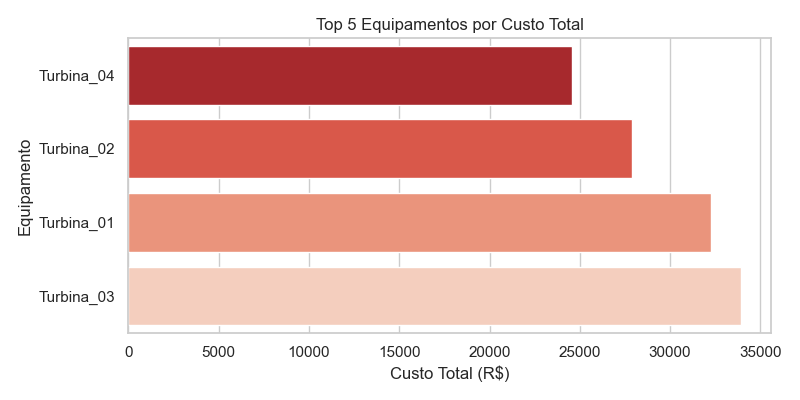 Top 5 Equipamentos por Custo Total
Equipamento
Turbina_04
Turbina_02
Turbina_01
Turbina_03
0 5000 10000 15000 20000 25000 30000 35000
Custo Total (R$)